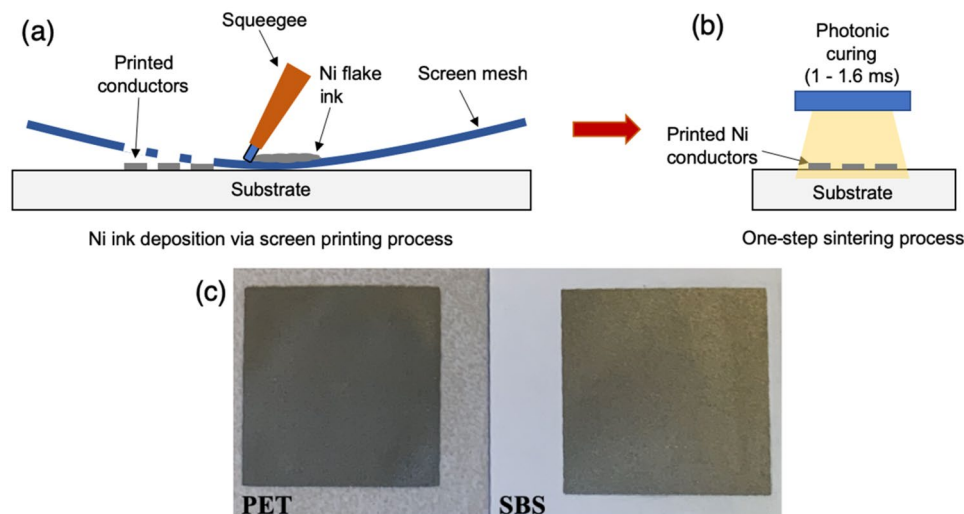 (a)
Squeegee
Printed
conductors
Ni flake
ink
Screen mesh
Substrate
Ni ink deposition via screen printing process
(b)
Photonic
curing
(1 - 1.6 ms)
Printed Ni
conductors
Substrate
One-step sintering process
(c)
PET
SBS